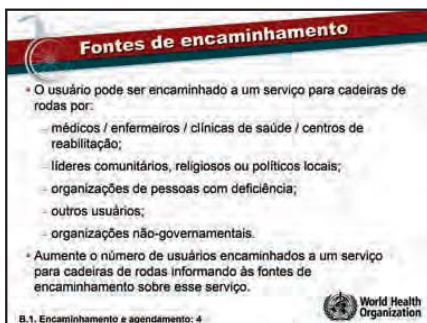 Fontes de encaminhamento
• O usuário pode ser encaminhado a um serviço para cadeiras de
rodas por:
– médicos / enfermeiros / clínicas de saúde / centros de
reabilitação;
– líderes comunitários, religiosos ou políticos locais;
– organizações de pessoas com deficiência;
– outros usuários;
– organizações não-governamentais.
• Aumente o número de usuários encaminhados a um serviço
para cadeiras de rodas informando às fontes de
encaminhamento sobre esse serviço.
World Health
Organization
B.1. Encaminhamento e agendamento: 4